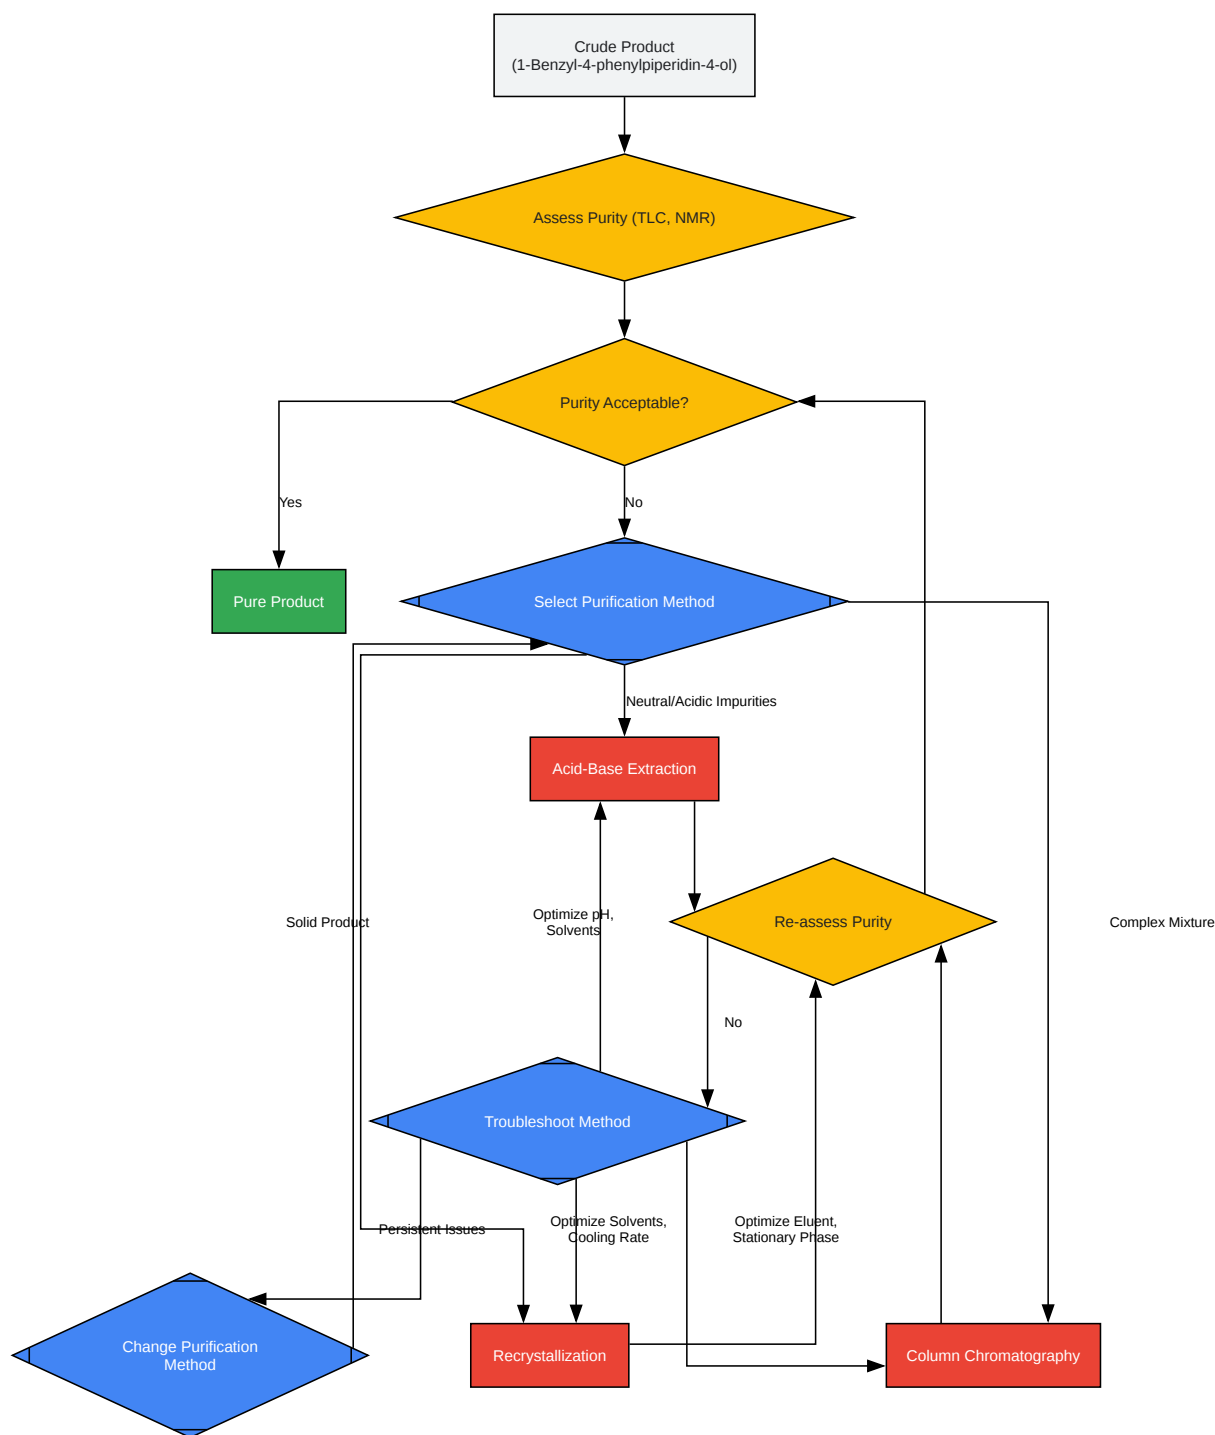 Crude Product
(1-Benzyl-4-phenylpiperidin-4-ol)
Assess Purity (TLC, NMR)
Purity Acceptable?
Yes
No
Pure Product
Select Purification Method
Neutral/Acidic Impurities
Acid-Base Extraction
Solid Product
Optimize pH,
Solvents
Re-assess Purity
Complex Mixture
No
Troubleshoot Method
Persistent Issues
Optimize Solvents,
Cooling Rate
Optimize Eluent,
Stationary Phase
Change Purification
Method
Recrystallization
Column Chromatography